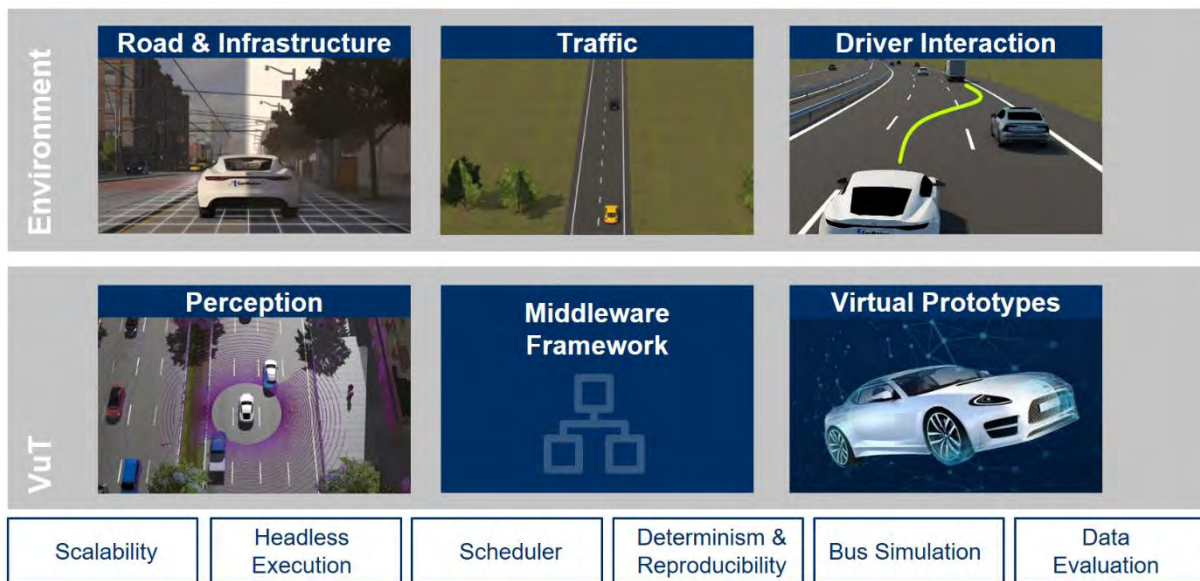 Environment
Road & Infrastructure
Traffic
Driver Interaction
VuT
Perception
Middleware
Framework
Virtual Prototypes
Scalability
Headless
Execution
Scheduler
Determinism &
Reproducibility
Bus Simulation
Data
Evaluation